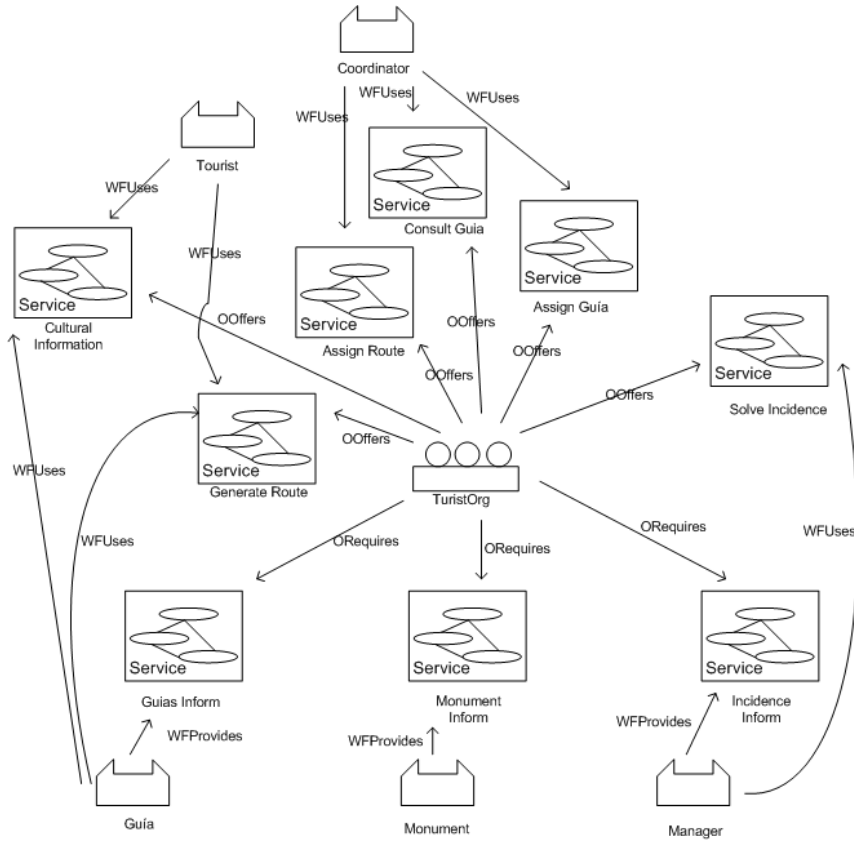 Coordinator
WFUses
WFUses
WFUses
Tourist
WFUses
Service
Consult Guia
Service
Assign Guía
WFUses
Service
Cultural
Information
OOffers
Service
Assign Route
OOffers
OOffers
OOffers
Service
Solve Incidence
OOffers
WFUses
Service
Generate Route
OOffers
TuristOrg
WFUses
ORequires
ORequires
ORequires
WFUses
Service
Guias Inform
Service
Monument
Inform
Service
Incidence
Inform
WFProvides
WFProvides
WFProvides
Guía
Monument
Manager